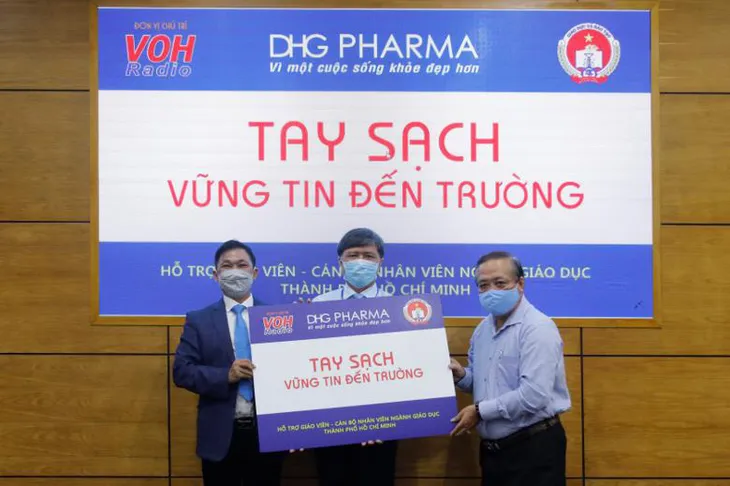 ĐƠN VỊ CHỦ TRÌ
VOH
Radio
DHG PHARMA
Vì một cuộc sống khỏe đẹp hơn
TAY SẠCH
VỮNG TIN ĐẾN TRƯỜNG
HỖ TRỢ VIÊN - CÁN BỘ NHÂN VIÊN NGÀNH GIÁO DỤC
THÀNH PHỐ HỒ CHÍ MINH
VOH
Radio
DHG PHARMA
Vì một cuộc sống khỏe đẹp hơn
TAY SẠCH
VỮNG TIN ĐẾN TRƯỜNG
HỖ TRỢ GIÁO VIÊN - CÁN BỘ NHÂN VIÊN NGÀNH GIÁO DỤC
THÀNH PHỐ HỒ CHÍ MINH